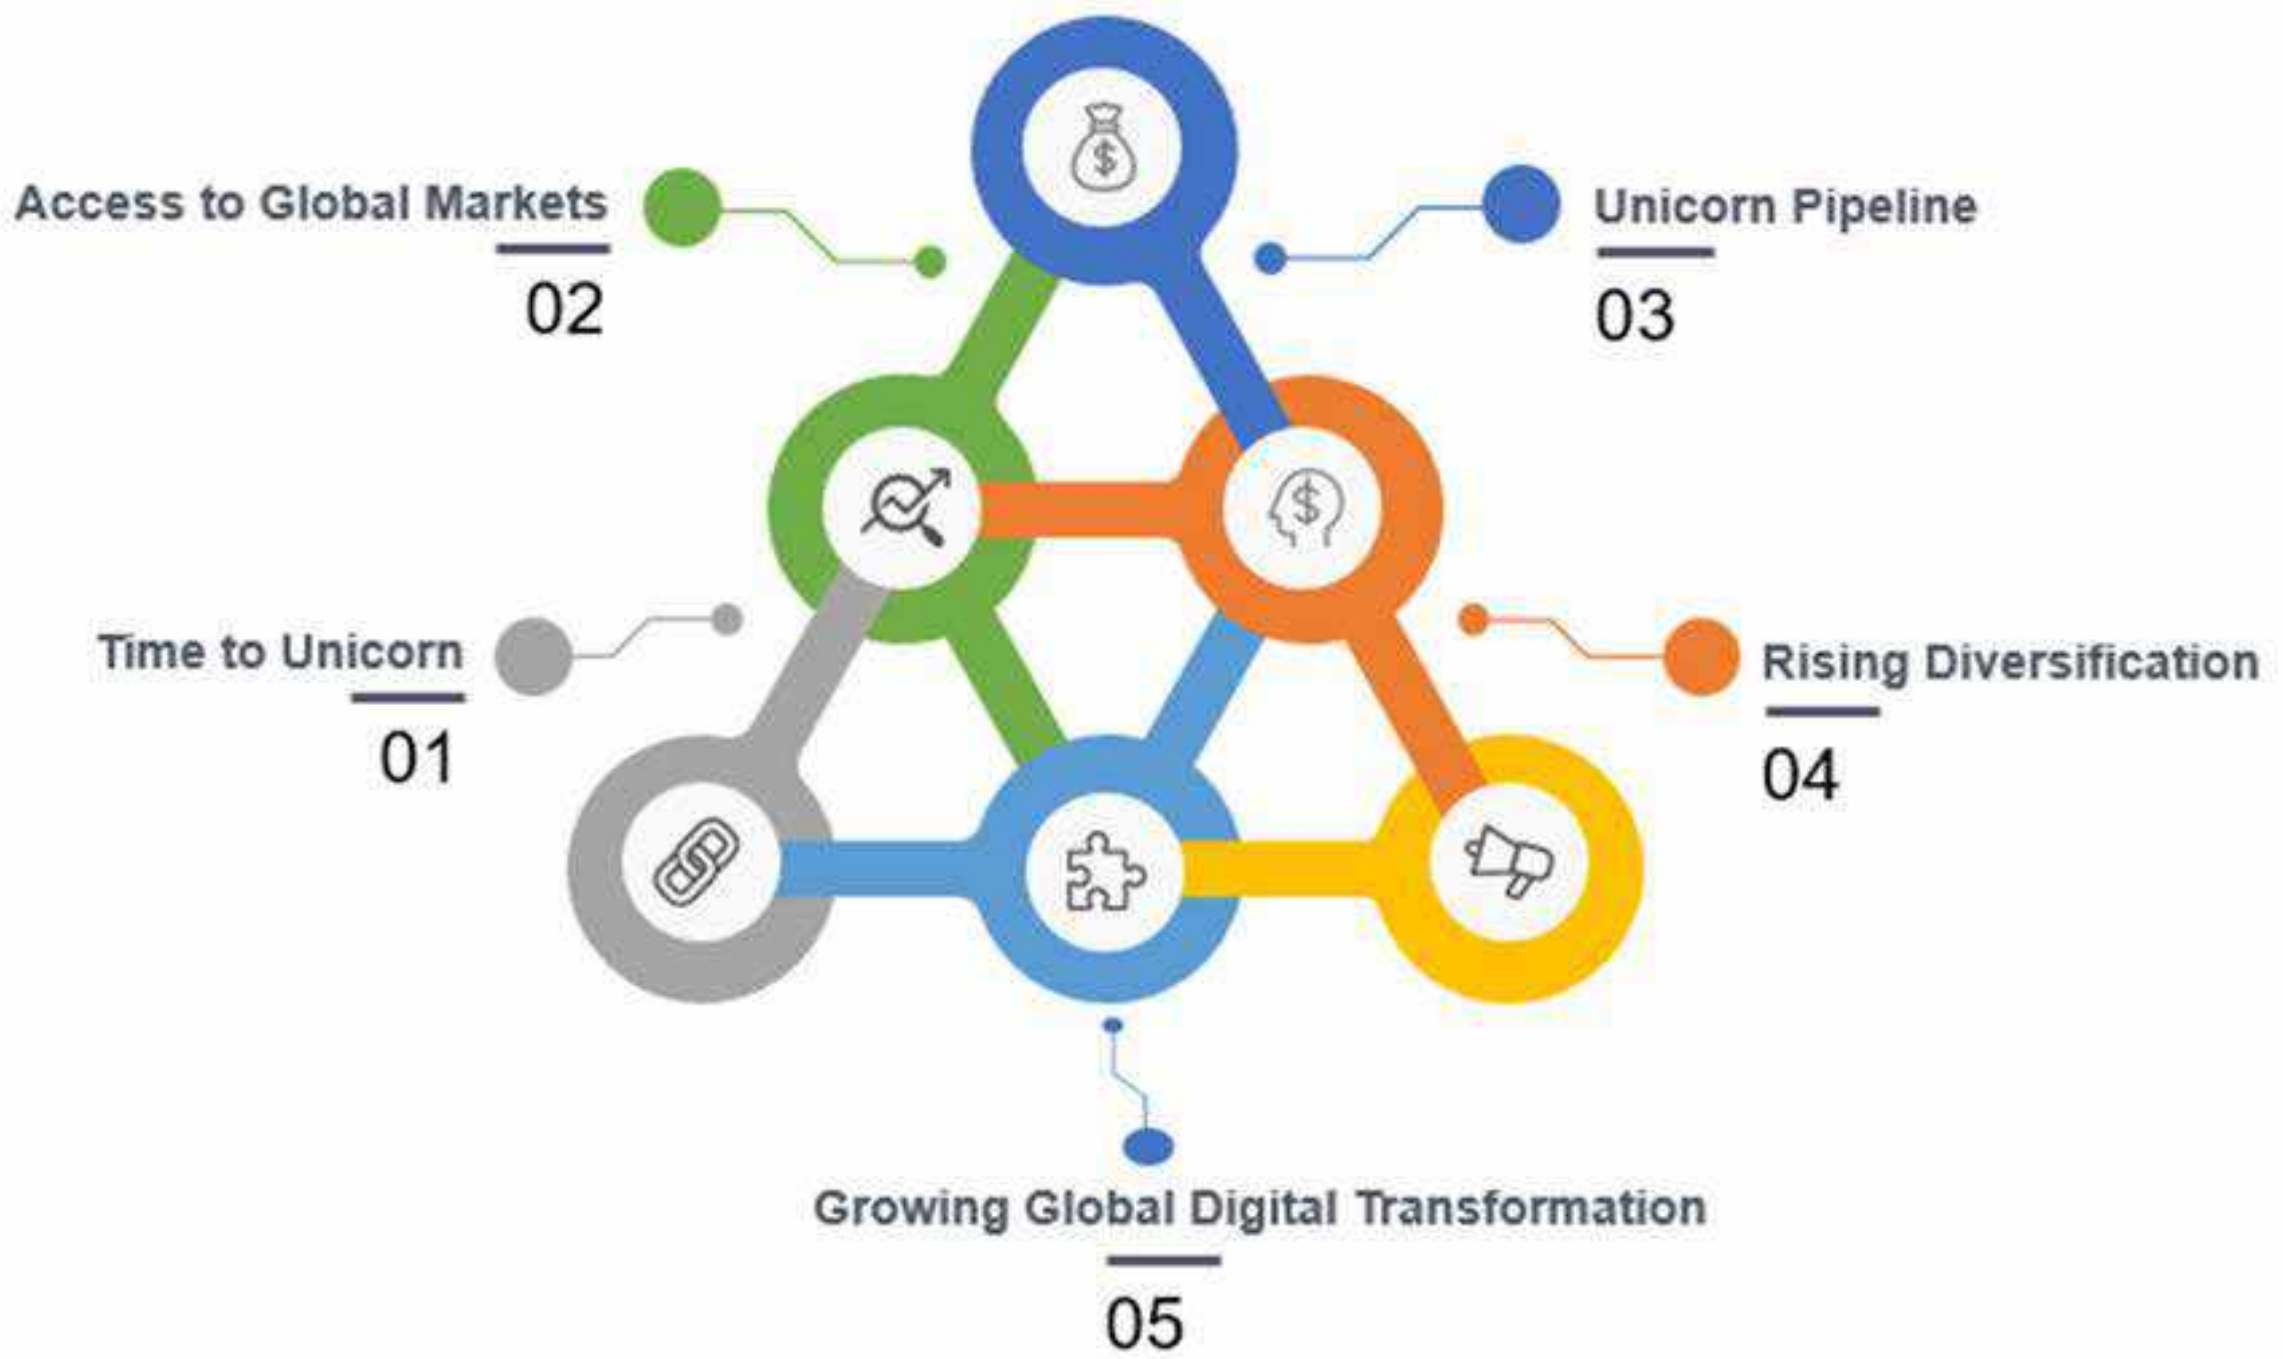 Access to Global Markets
02
Unicorn Pipeline
03
Time to Unicorn
01
Rising Diversification
04
Growing Global Digital Transformation
05
$
$